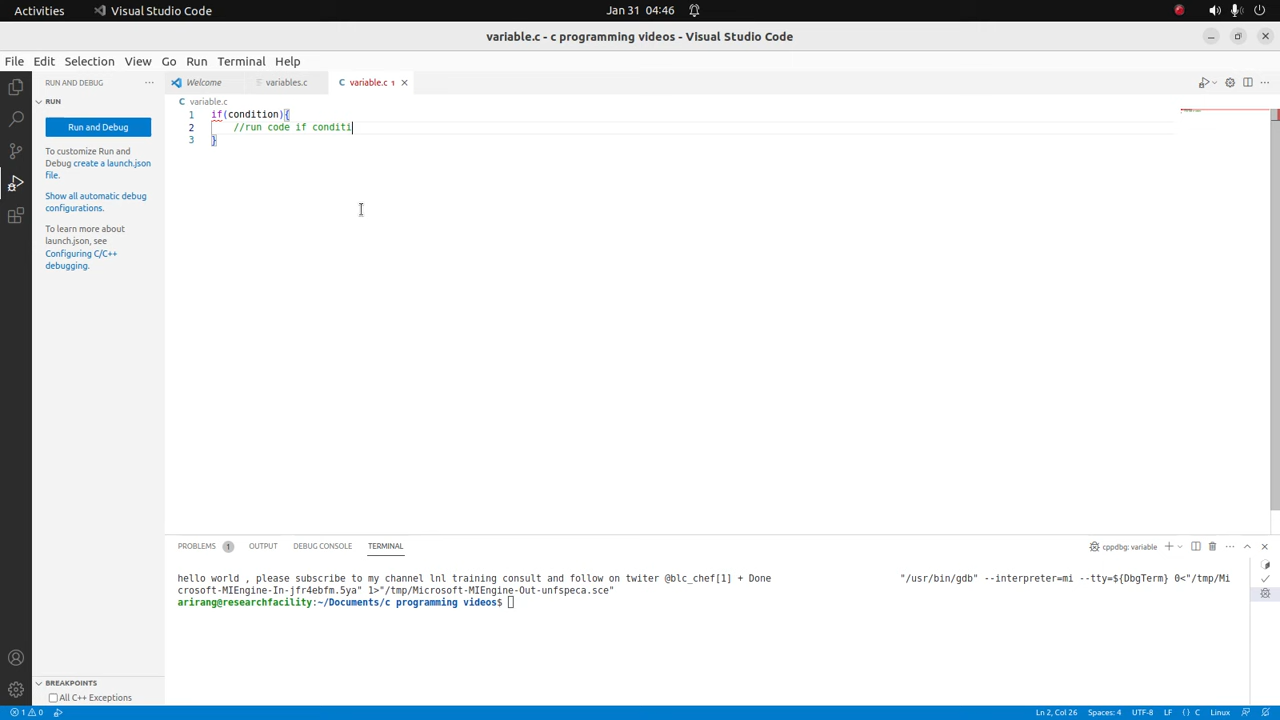 Activities Visual Studio Code Jan 31 04:46
variable.c - c programming videos - Visual Studio Code
File Edit Selection View Go Run Terminal Help
RUN AND DEBUG ··· Welcome variables.c C variable.c 1
RUN
C variable.c
Run and Debug
To customize Run and
Debug create a launch.json
file.
Show all automatic debug
configurations.
To learn more about
launch.json, see
Configuring C/C++
debugging.
1 if(condition){
2 //run code if conditi
3 }
PROBLEMS 1 OUTPUT DEBUG CONSOLE TERMINAL cppdbg: variable
hello world , please subscribe to my channel lnl training consult and follow on twiter @blc_chef[1] + Done "/usr/bin/gdb" --interpreter=mi --tty=${DbgTerm} 0<"/tmp/Mi
crosoft-MIEngine-In-jfr4ebfm.5ya" 1>"/tmp/Microsoft-MIEngine-Out-unfspeca.sce"
arirang@researchfacility:~/Documents/c programming videos$
BREAKPOINTS
All C++ Exceptions
1 0 Ln 2, Col 26 Spaces: 4 UTF-8 LF {} C Linux